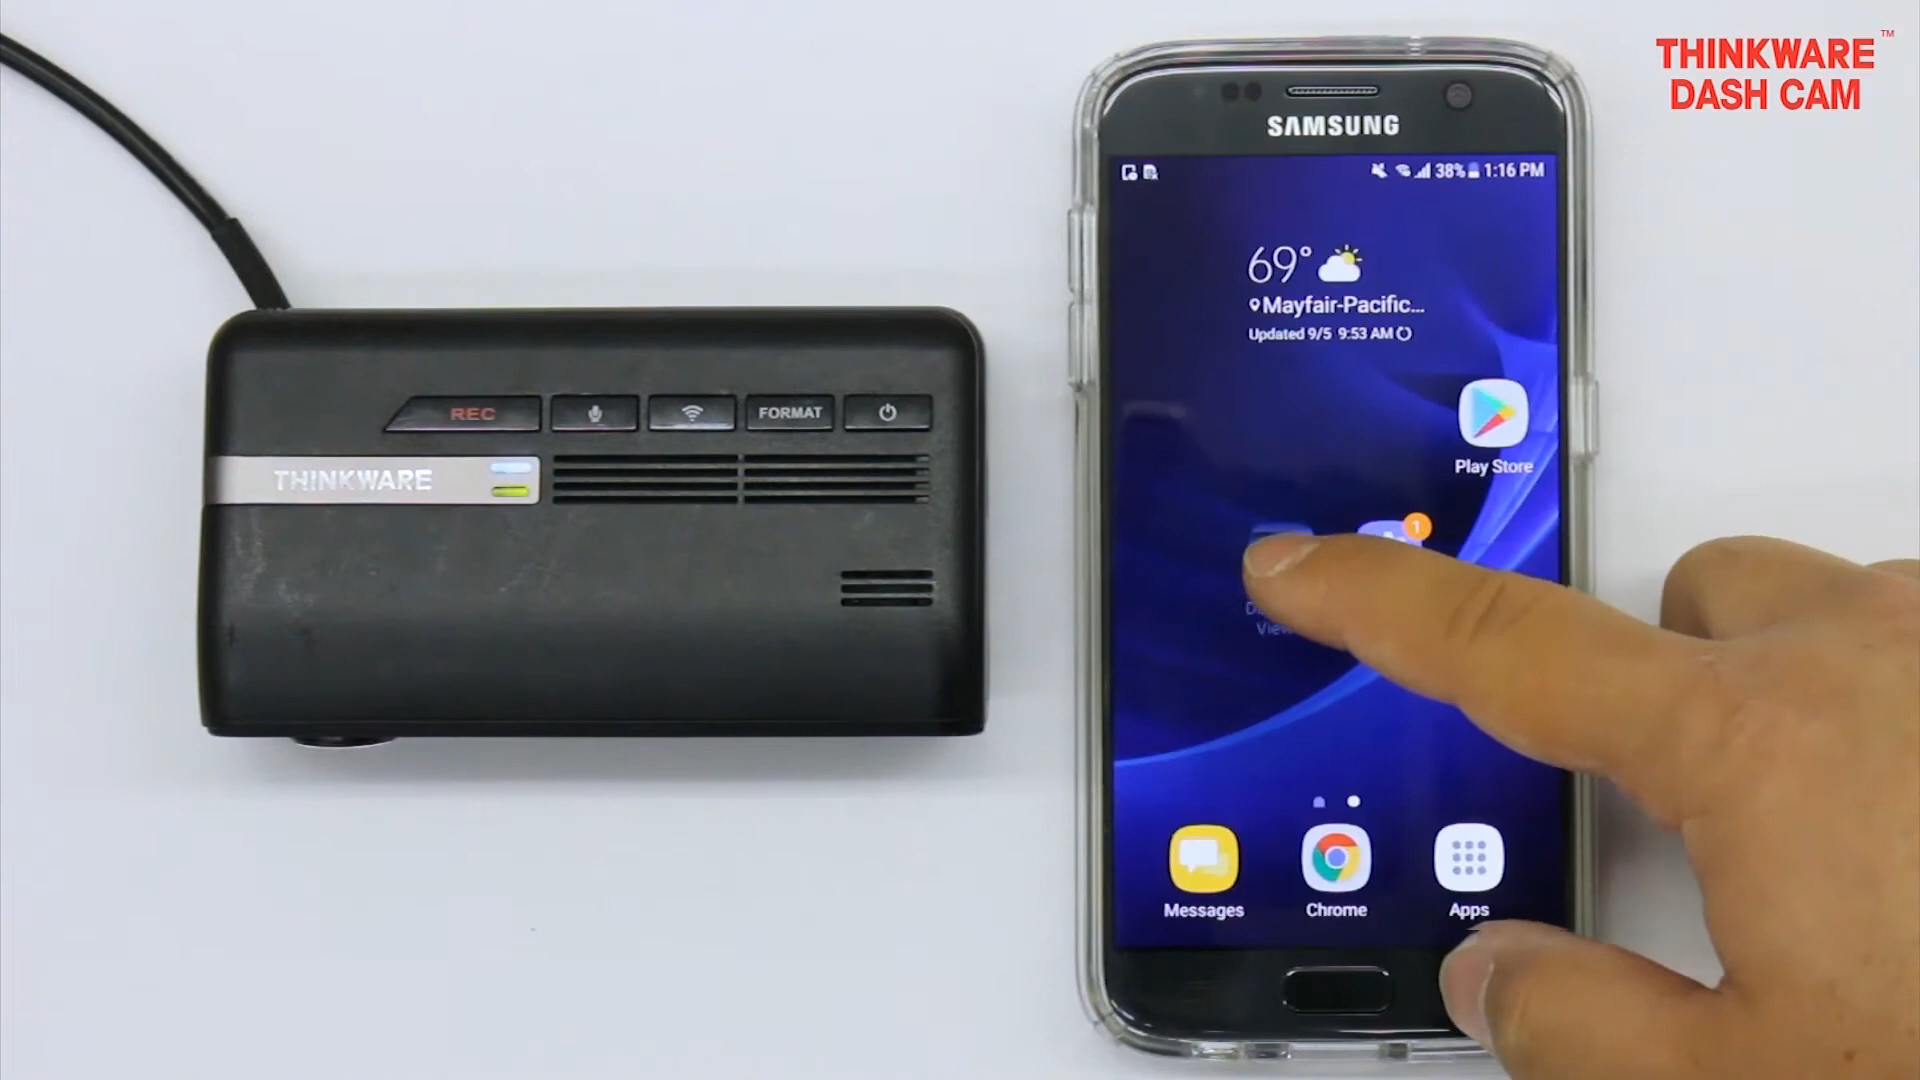 THINKWARE™
DASH CAM
REC
FORMAT
THINKWARE
SAMSUNG
38% 1:16 PM
69°
Mayfair-Pacific...
Updated 9/5 9:53 AM
Play Store
1
Messages
Chrome
Apps